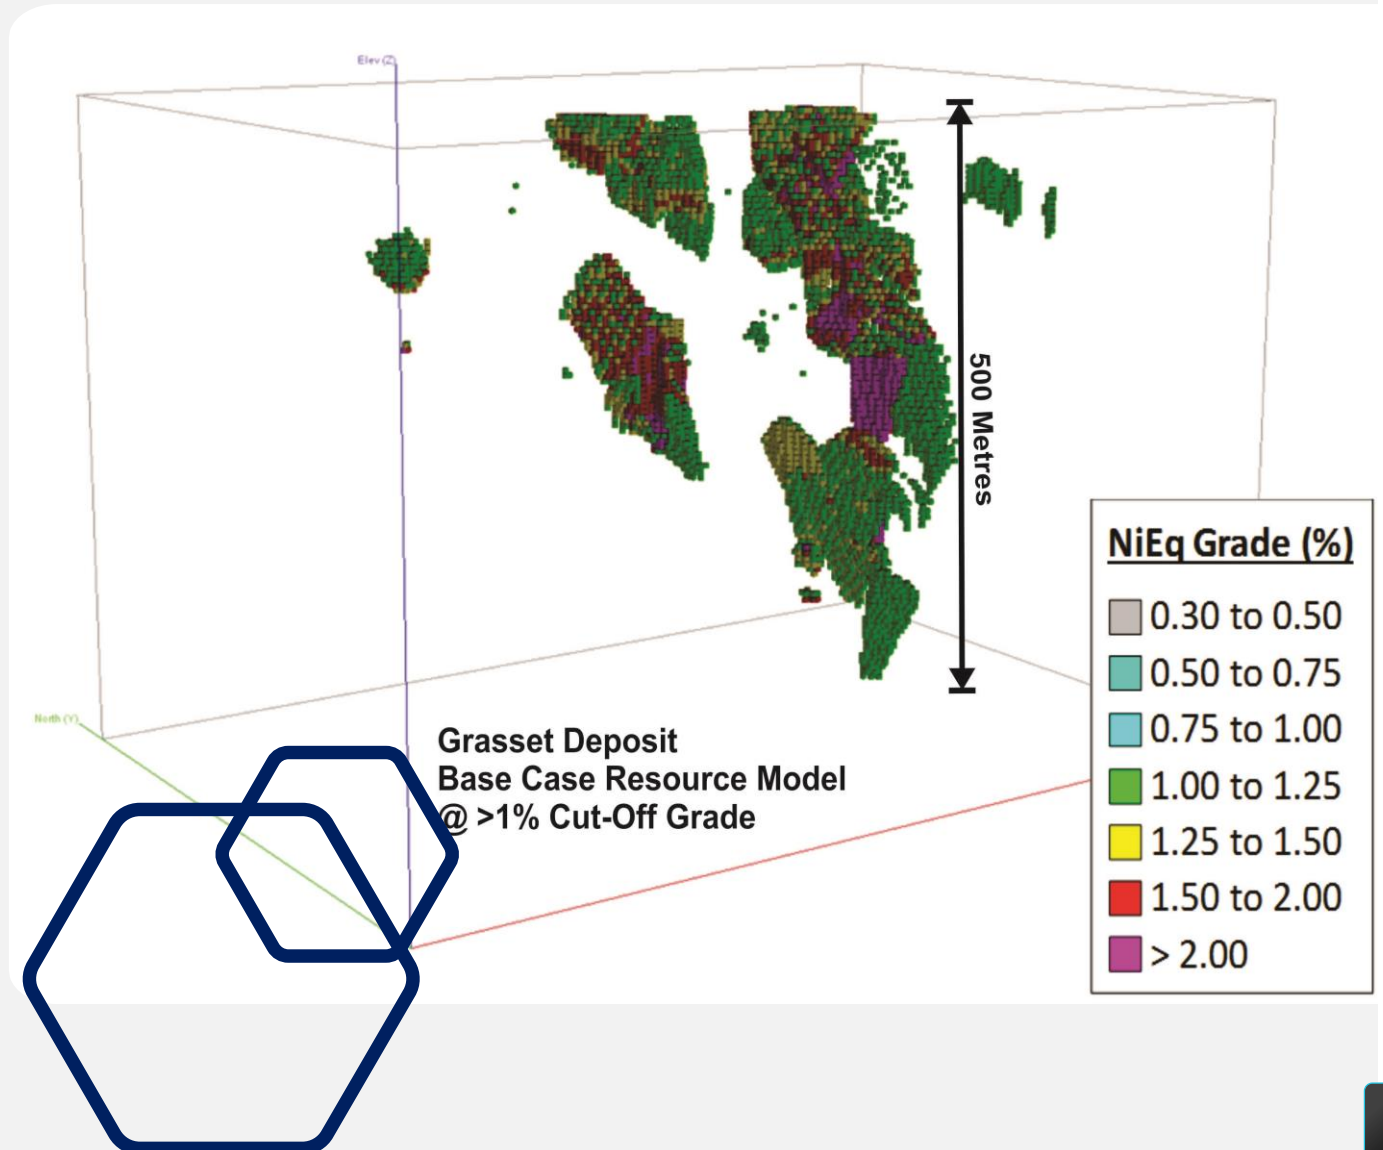 Elev (Z)
500 Metres
North (Y)
Grasset Deposit
Base Case Resource Model
@ >1% Cut-Off Grade
NiEq Grade (%)
0.30 to 0.50
0.50 to 0.75
0.75 to 1.00
1.00 to 1.25
1.25 to 1.50
1.50 to 2.00
> 2.00